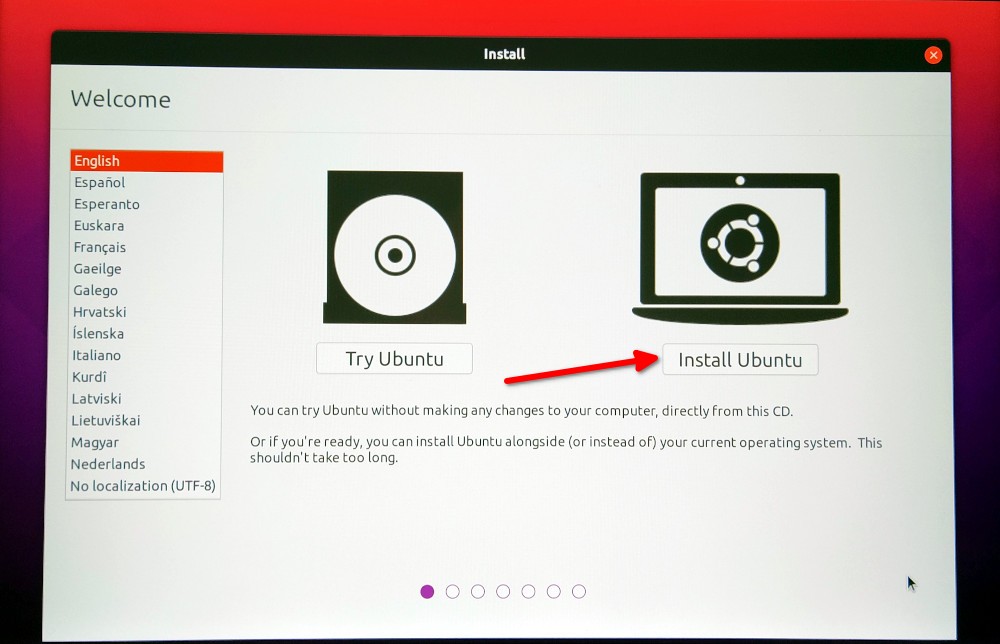 Install
Welcome
English
Español
Esperanto
Euskara
Français
Gaeilge
Galego
Hrvatski
Íslenska
Italiano
Kurdî
Latviski
Lietuviškai
Magyar
Nederlands
No localization (UTF-8)
Try Ubuntu
Install Ubuntu
You can try Ubuntu without making any changes to your computer, directly from this CD.
Or if you're ready, you can install Ubuntu alongside (or instead of) your current operating system. This
shouldn't take too long.